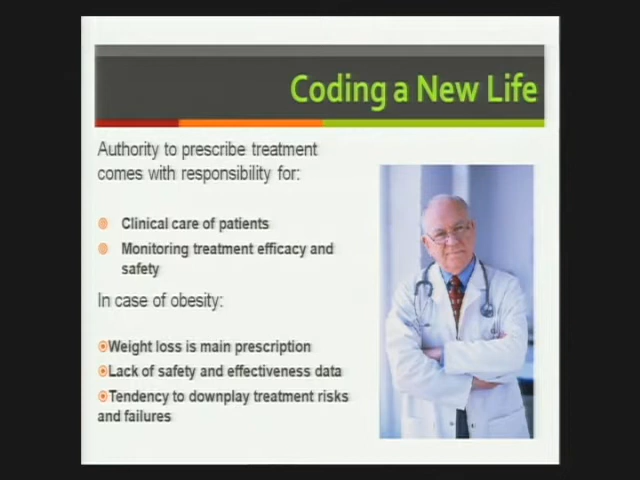 Coding a New Life
Authority to prescribe treatment
comes with responsibility for:
Clinical care of patients
Monitoring treatment efficacy and
safety
In case of obesity:
Weight loss is main prescription
Lack of safety and effectiveness data
Tendency to downplay treatment risks
and failures